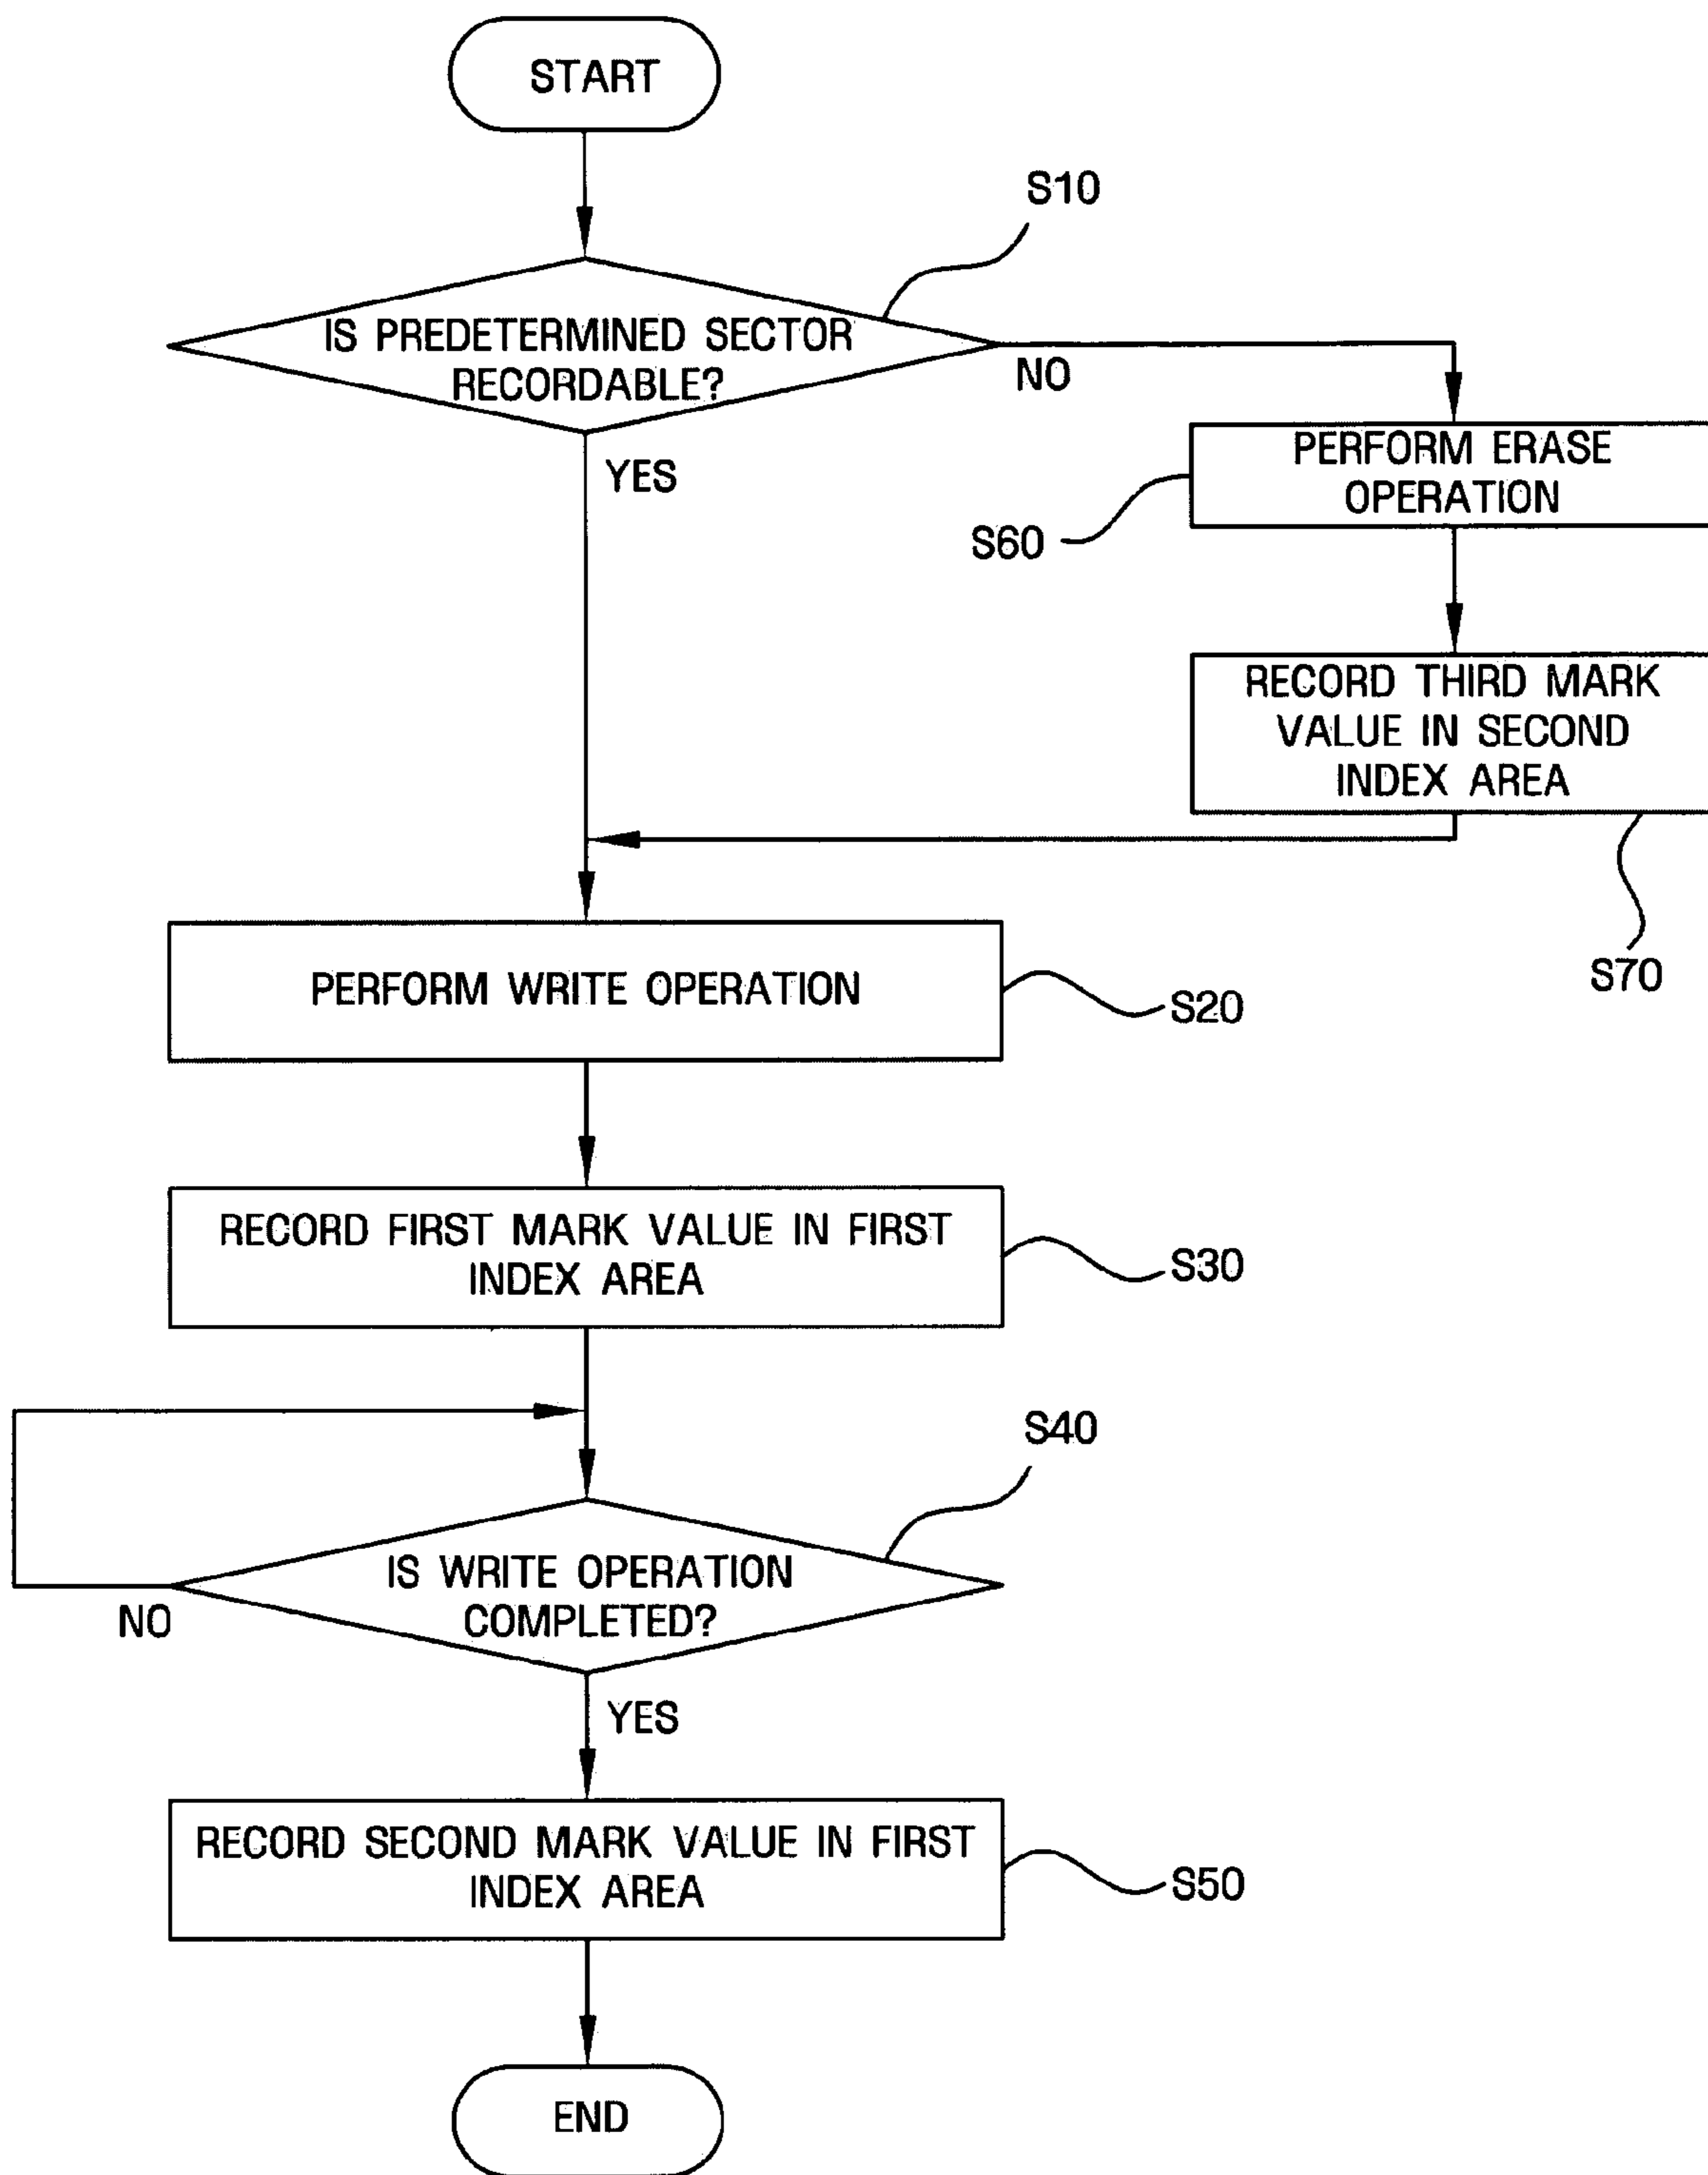 START
S10
IS PREDETERMINED SECTOR
RECORDABLE?
NO
YES
PERFORM ERASE
OPERATION
S60
RECORD THIRD MARK
VALUE IN SECOND
INDEX AREA
S70
PERFORM WRITE OPERATION
S20
RECORD FIRST MARK VALUE IN FIRST
INDEX AREA
S30
S40
IS WRITE OPERATION
COMPLETED?
NO
YES
RECORD SECOND MARK VALUE IN FIRST
INDEX AREA
S50
END